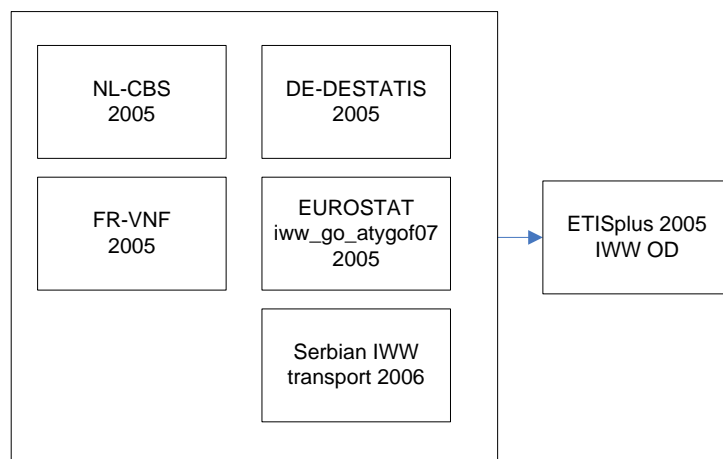 NL-CBS
2005
DE-DESTATIS
2005
FR-VNF
2005
EUROSTAT
iww_go_atygof07
2005
Serbian IWW
transport 2006
ETISplus 2005
IWW OD